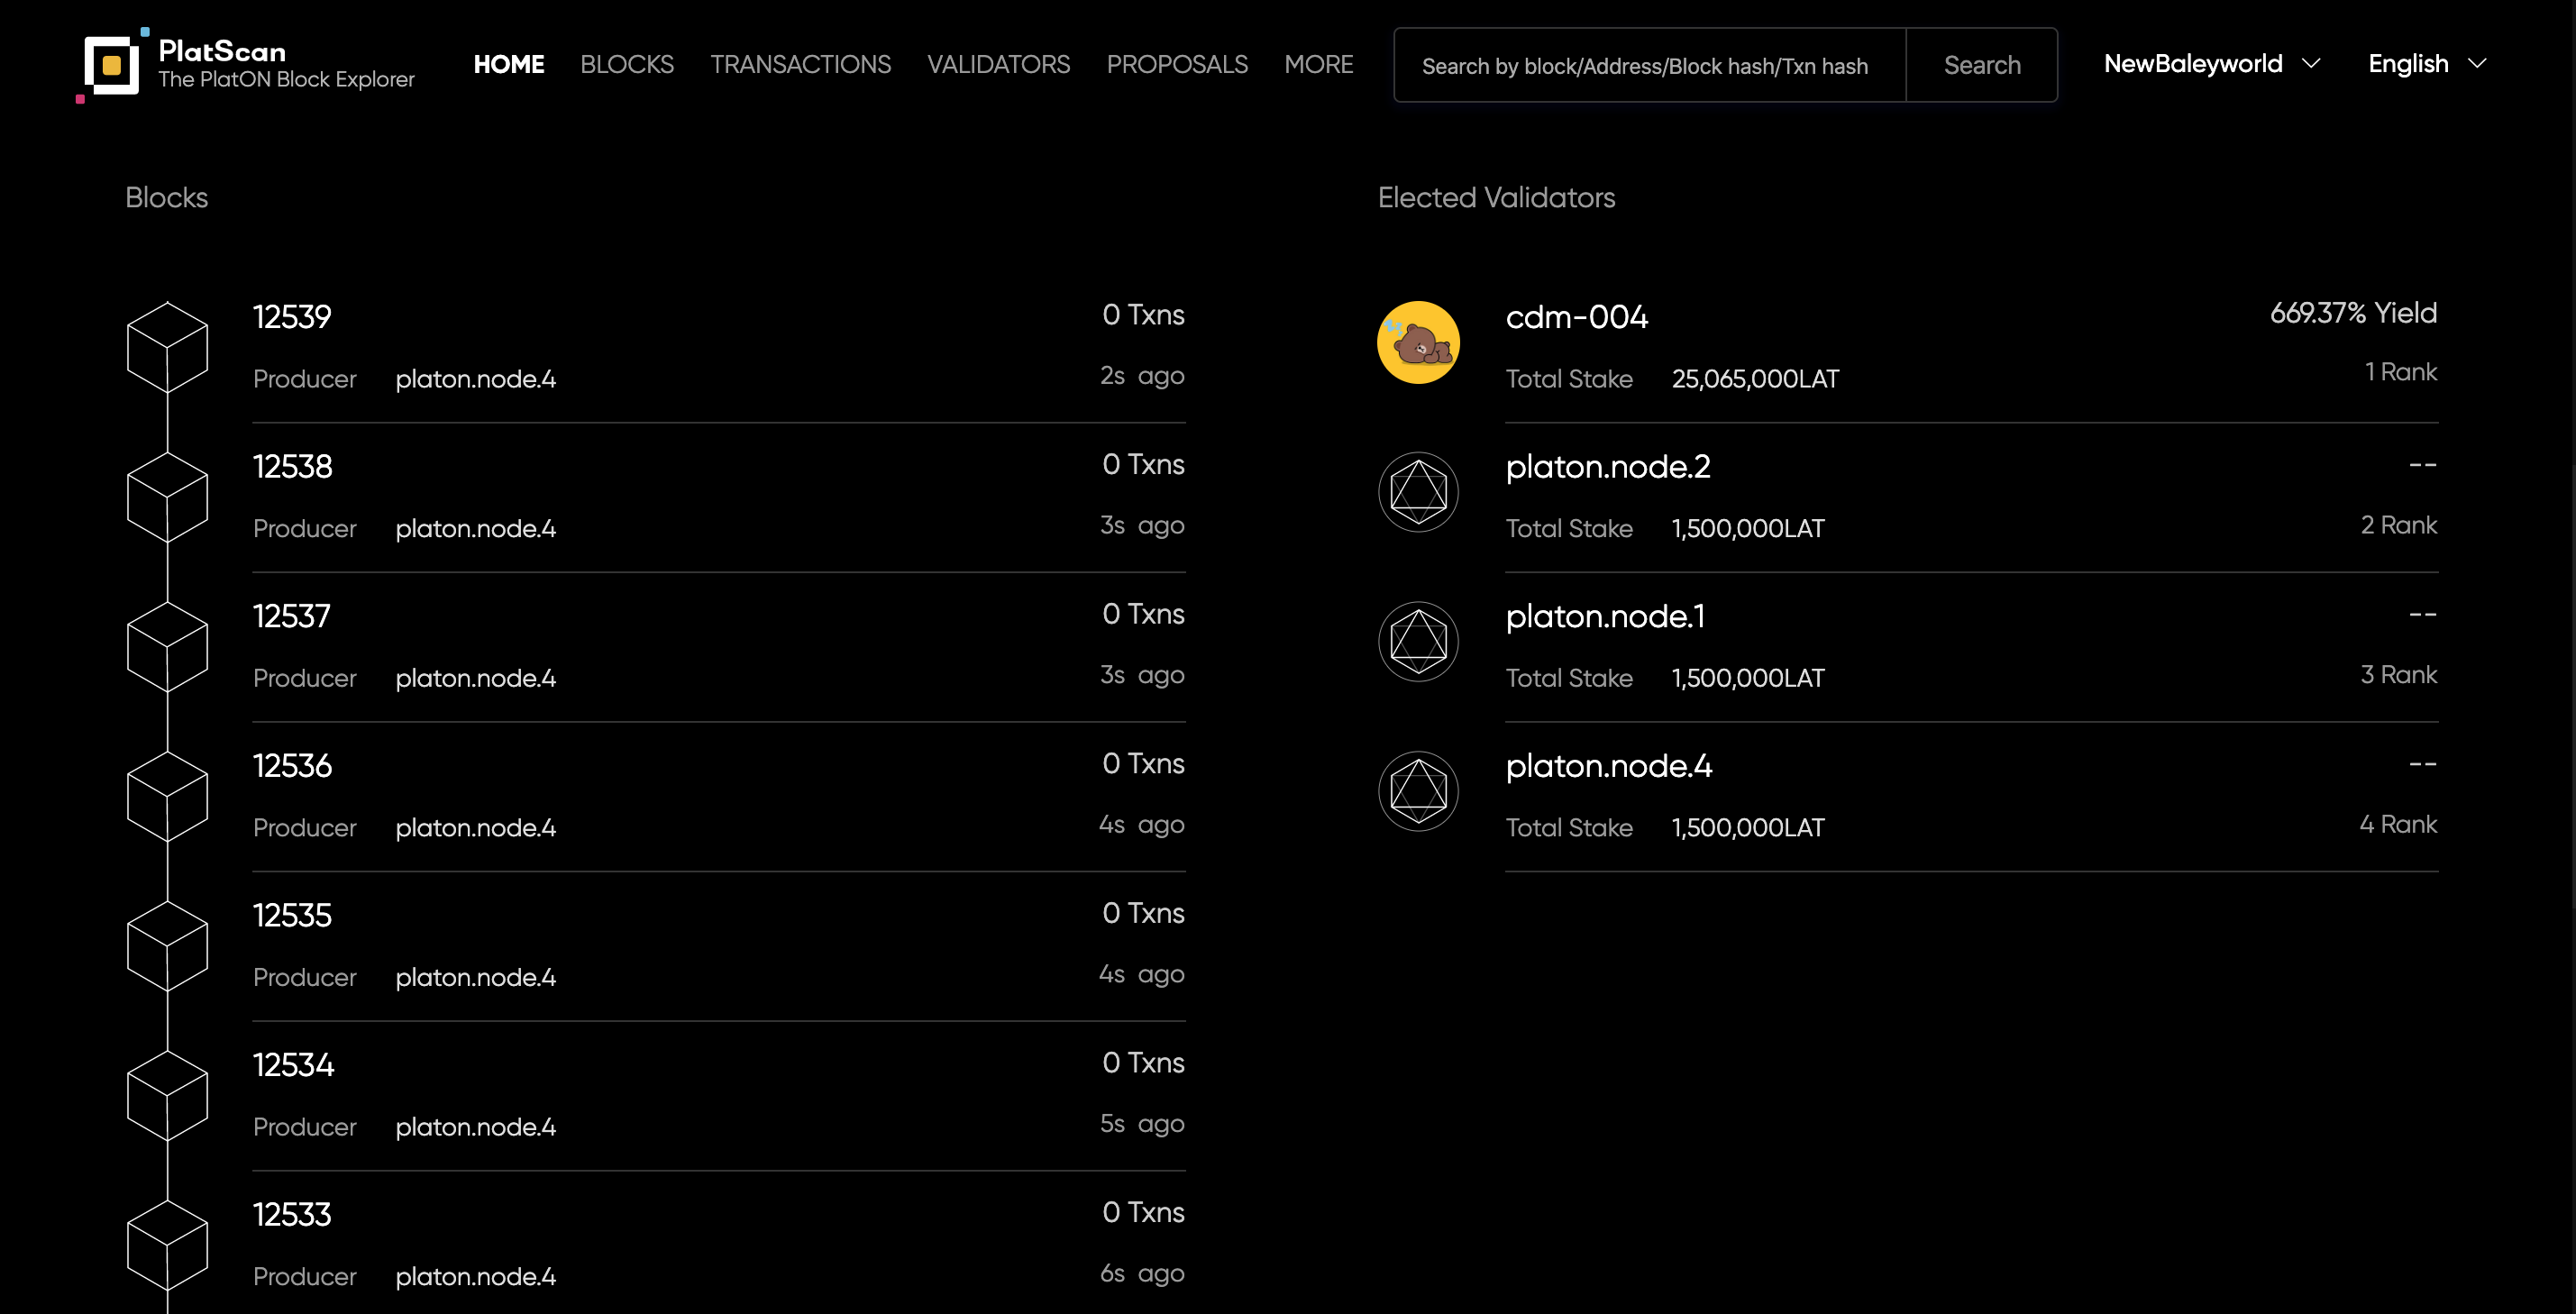 PlatScan
The PlatON Block Explorer
HOME BLOCKS TRANSACTIONS VALIDATORS PROPOSALS MORE
Search by block/Address/Block hash/Txn hash Search
NewBaleyworld English
Blocks
12539 0 Txns
Producer platon.node.4 2s ago
12538 0 Txns
Producer platon.node.4 3s ago
12537 0 Txns
Producer platon.node.4 3s ago
12536 0 Txns
Producer platon.node.4 4s ago
12535 0 Txns
Producer platon.node.4 4s ago
12534 0 Txns
Producer platon.node.4 5s ago
12533 0 Txns
Producer platon.node.4 6s ago
Elected Validators
cdm-004 669.37% Yield
Total Stake 25,065,000LAT 1 Rank
platon.node.2 --
Total Stake 1,500,000LAT 2 Rank
platon.node.1 --
Total Stake 1,500,000LAT 3 Rank
platon.node.4 --
Total Stake 1,500,000LAT 4 Rank